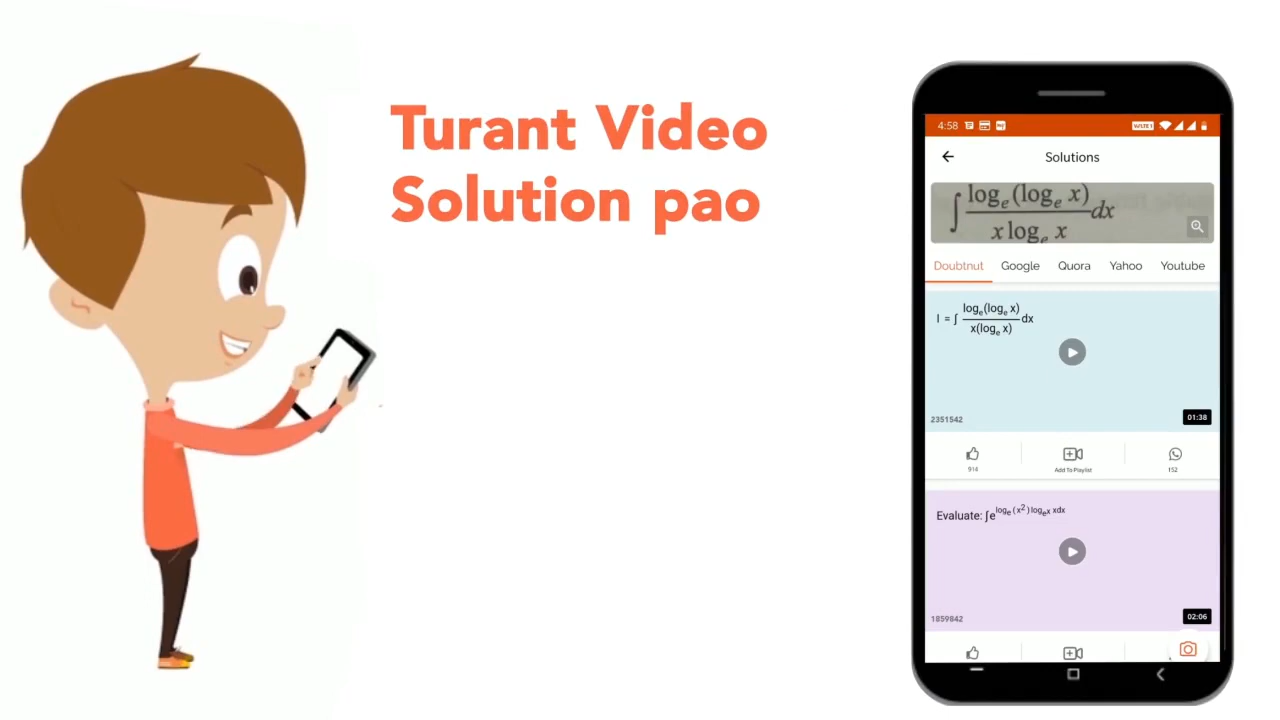 Turant Video
Solution pao
4:58
VoLTE1
Solutions
∫ logₑ(logₑ x) / x logₑ x dx
Doubtnut Google Quora Yahoo Youtube
I = ∫ logₑ(logₑ x) / x(logₑ x) dx
2351542 01:38
914 Add To Playlist 152
Evaluate: ∫e^logₑ(x²)logₑx xdx
1859842 02:06